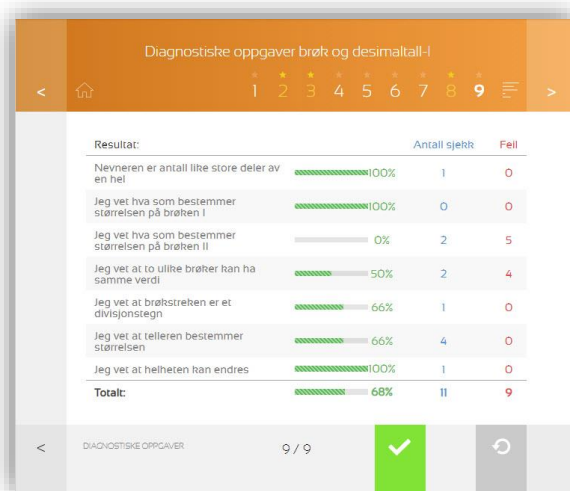 Diagnostiske oppgaver brøk og desimaltall-I
< 1 2 3 4 5 6 7 8 9 >
Resultat: Antall sjekk Feil
Nevneren er antall like store deler av
en hel 100% 1 0
Jeg vet hva som bestemmer
størrelsen på brøken I 100% 0 0
Jeg vet hva som bestemmer
størrelsen på brøken II 0% 2 5
Jeg vet at to ulike brøker kan ha
samme verdi 50% 2 4
Jeg vet at brøkstreken er et
divisjonstegn 66% 1 0
Jeg vet at telleren bestemmer
størrelsen 66% 4 0
Jeg vet at helheten kan endres 100% 1 0
Totalt: 68% 11 9
< DIAGNOSTISKE OPPGAVER 9 / 9